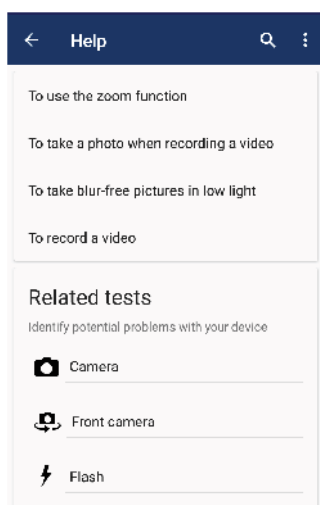 Help
To use the zoom function
To take a photo when recording a video
To take blur-free pictures in low light
To record a video
Related tests
Identify potential problems with your device
Camera
Front camera
Flash